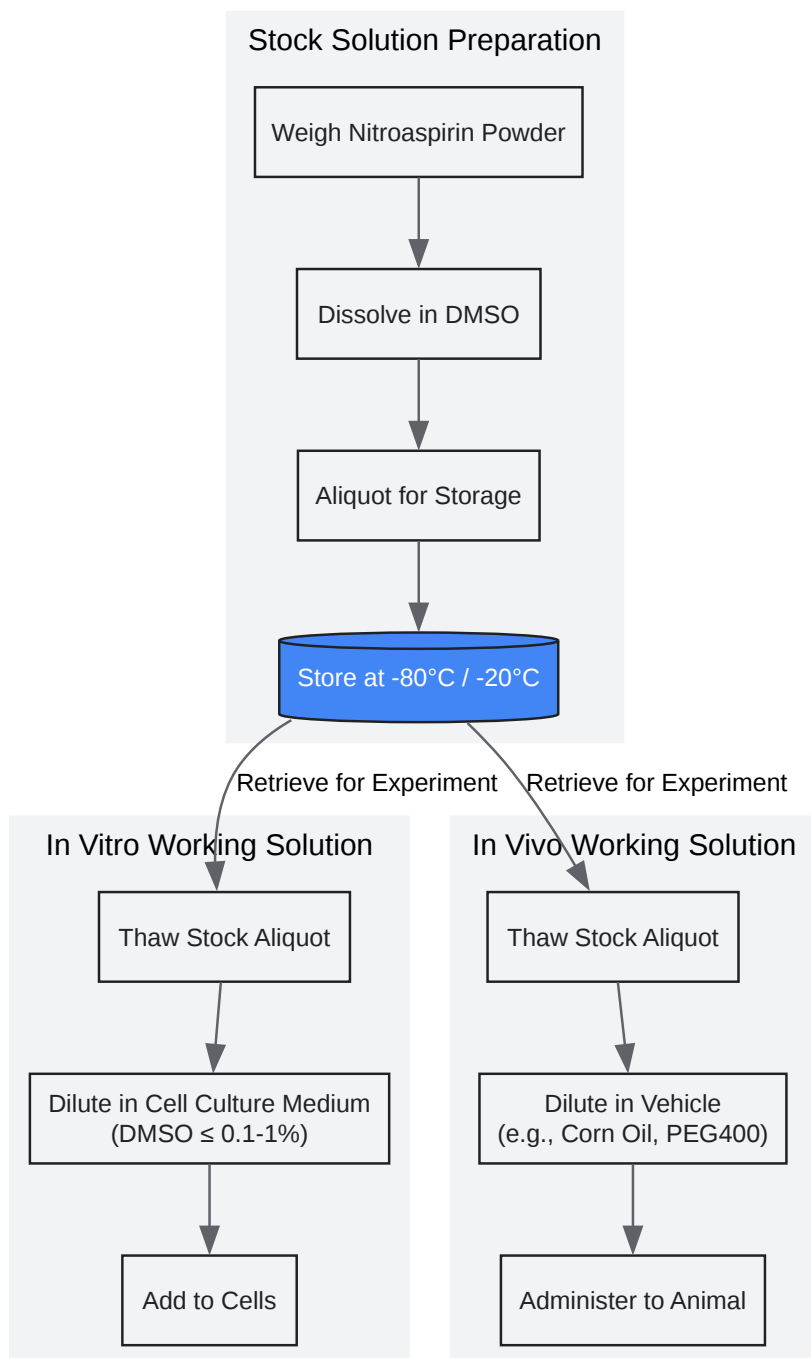 Stock Solution Preparation
Weigh Nitroaspirin Powder
Dissolve in DMSO
Aliquot for Storage
Store at -80°C / -20°C
Retrieve for Experiment
Retrieve for Experiment
In Vitro Working Solution
Thaw Stock Aliquot
Dilute in Cell Culture Medium
(DMSO ≤ 0.1-1%)
Add to Cells
In Vivo Working Solution
Thaw Stock Aliquot
Dilute in Vehicle
(e.g., Corn Oil, PEG400)
Administer to Animal